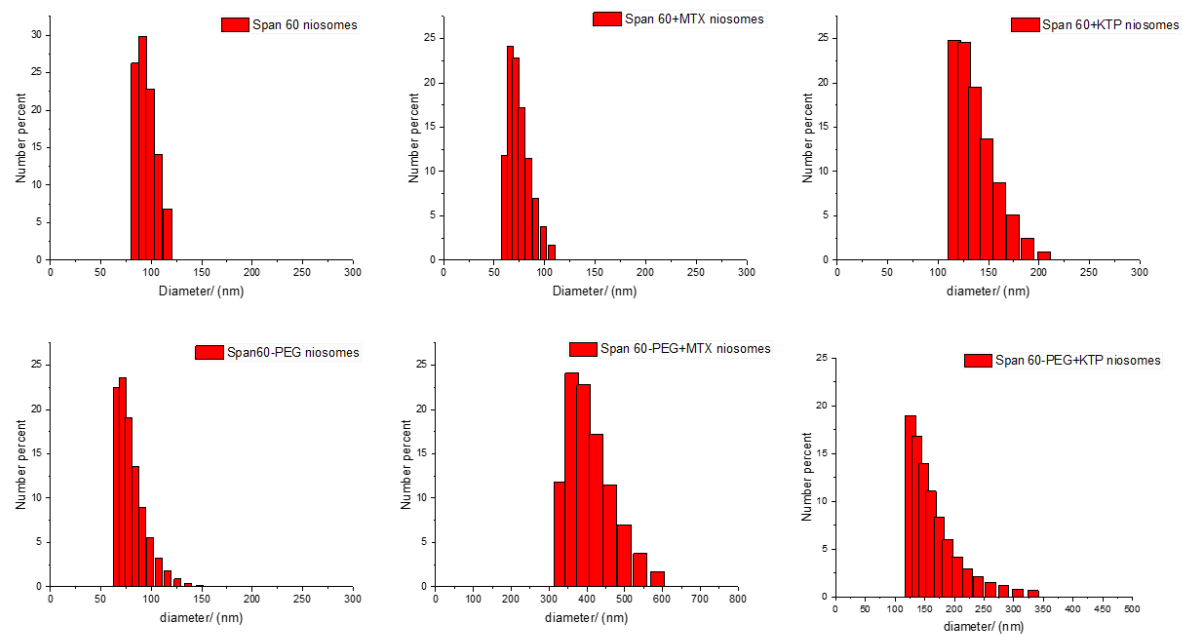 Span 60 niosomes
Number percent
30
25
20
15
10
5
0
0 50 100 150 200 250 300
Diameter/ (nm)
Span 60+MTX niosomes
Number percent
25
20
15
10
5
0
0 50 100 150 200 250 300
Diameter/ (nm)
Span 60+KTP niosomes
Number percent
25
20
15
10
5
0
0 50 100 150 200 250 300
diameter/ (nm)
Span60-PEG niosomes
Number percent
25
20
15
10
5
0
0 50 100 150 200 250 300
diameter/ (nm)
Span 60-PEG+MTX niosomes
Number percent
25
20
15
10
5
0
0 100 200 300 400 500 600 700 800
diameter/ (nm)
Span 60-PEG+KTP niosomes
Number percent
25
20
15
10
5
0
0 50 100 150 200 250 300 350 400 450 500
diameter/ (nm)